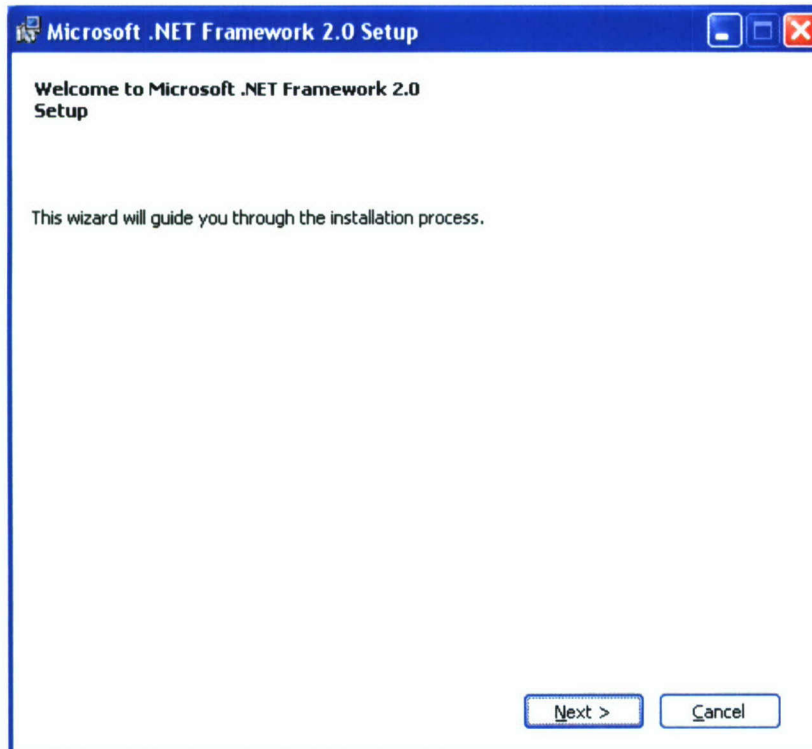 Microsoft .NET Framework 2.0 Setup
Welcome to Microsoft .NET Framework 2.0
Setup
This wizard will guide you through the installation process.
Next >
Cancel